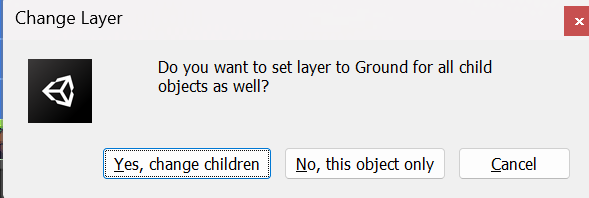 Change Layer
Do you want to set layer to Ground for all child
objects as well?
Yes, change children
No, this object only
Cancel